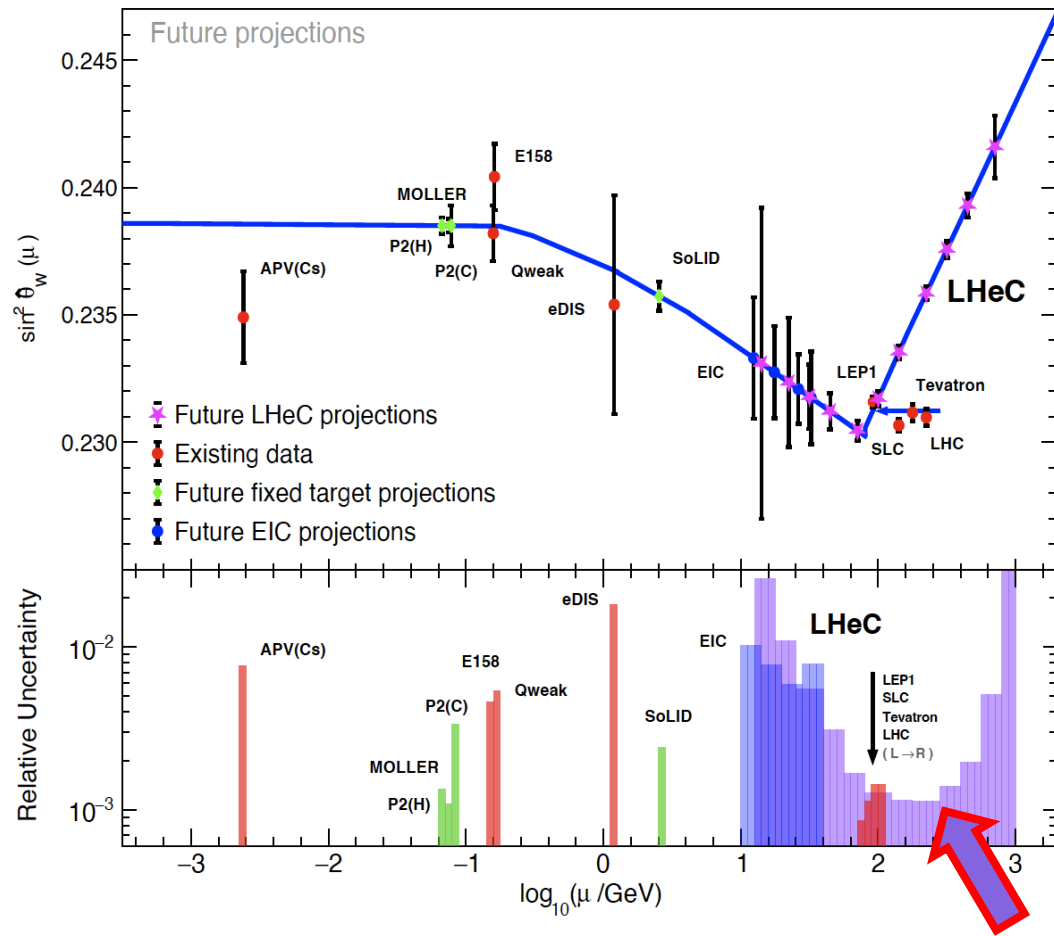 Future projections
0.245
0.240
0.235
0.230
sin² θ̂w (μ)
E158
MOLLER
P2(H)
P2(C)
Qweak
APV(Cs)
SoLID
eDIS
LHeC
EIC
LEP1
Tevatron
SLC
LHC
Future LHeC projections
Existing data
Future fixed target projections
Future EIC projections
Relative Uncertainty
10⁻²
10⁻³
eDIS
APV(Cs)
E158
P2(C)
Qweak
SoLID
MOLLER
P2(H)
EIC
LHeC
LEP1
SLC
Tevatron
LHC
( L →R )
−3 −2 −1 0 1 2 3
log₁₀(μ /GeV)